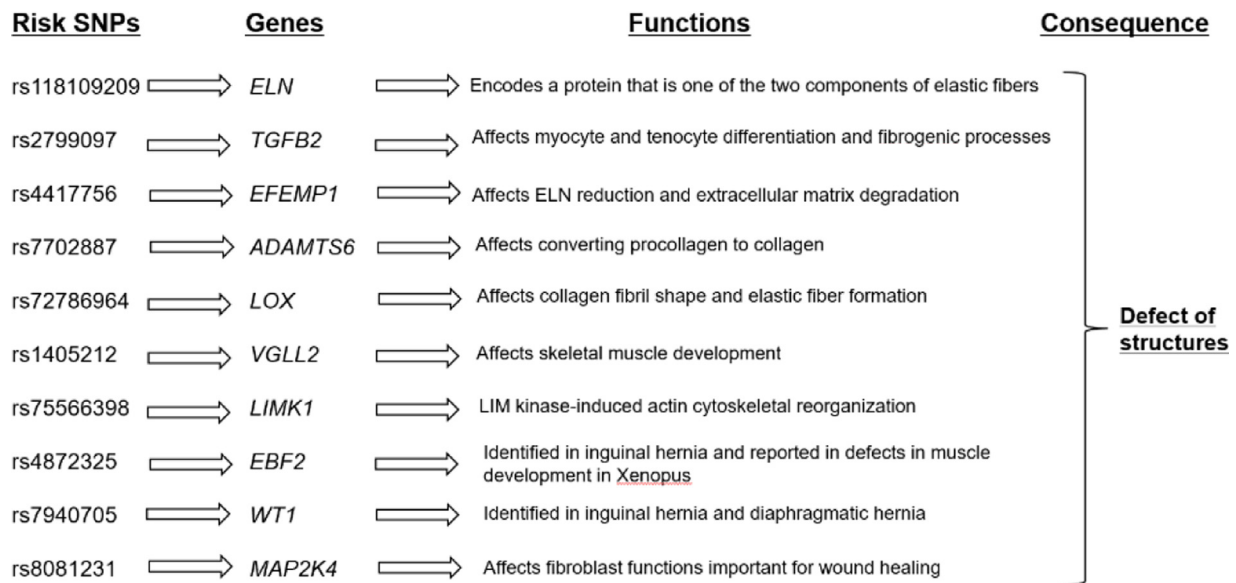 Risk SNPs Genes Functions Consequence
rs118109209 ELN Encodes a protein that is one of the two components of elastic fibers
rs2799097 TGFB2 Affects myocyte and tenocyte differentiation and fibrogenic processes
rs4417756 EFEMP1 Affects ELN reduction and extracellular matrix degradation
rs7702887 ADAMTS6 Affects converting procollagen to collagen
rs72786964 LOX Affects collagen fibril shape and elastic fiber formation
rs1405212 VGLL2 Affects skeletal muscle development
rs75566398 LIMK1 LIM kinase-induced actin cytoskeletal reorganization
rs4872325 EBF2 Identified in inguinal hernia and reported in defects in muscle
development in Xenopus
rs7940705 WT1 Identified in inguinal hernia and diaphragmatic hernia
rs8081231 MAP2K4 Affects fibroblast functions important for wound healing
Defect of
structures